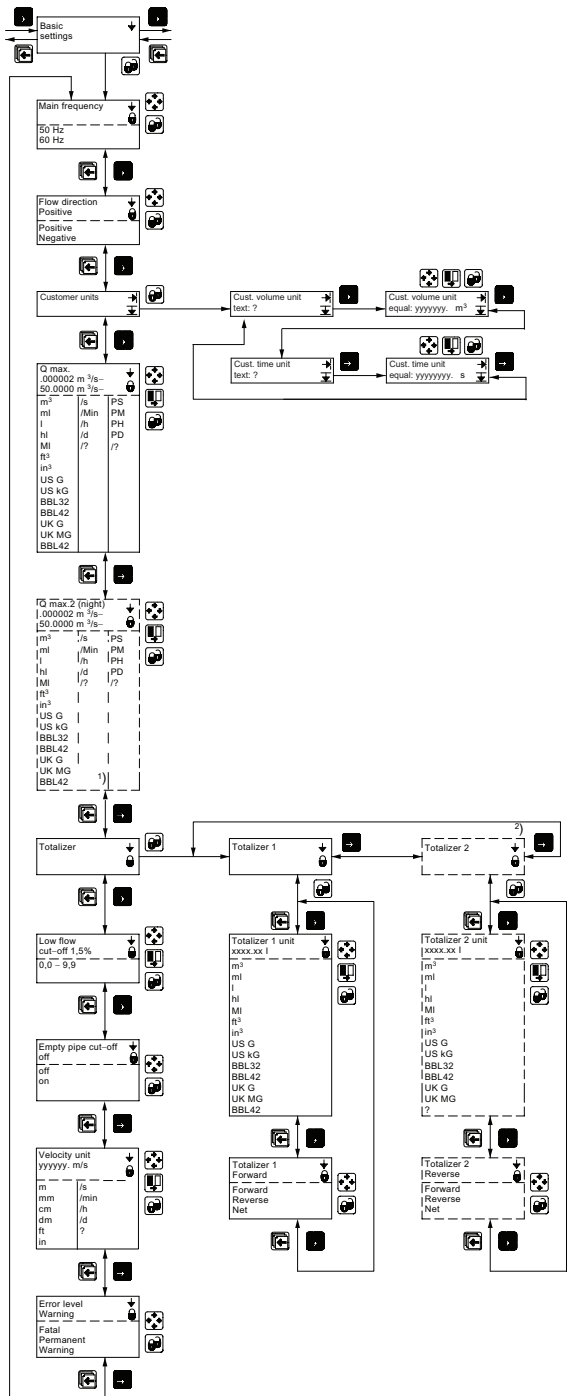 Basic
settings
Main frequency
50 Hz
60 Hz
Flow direction
Positive
Positive
Negative
Customer units
Cust. volume unit
text: ?
Cust. volume unit
equal: yyyyyyy. m³
Cust. time unit
text: ?
Cust. time unit
equal: yyyyyyyy. s
Q max.
.000002 m ³/s–
50.0000 m ³/s–
m³ /s PS
ml /Min PM
l /h PH
hl /d PD
Ml /? /?
ft³
in³
US G
US kG
BBL32
BBL42
UK G
UK MG
BBL42
Q max.2 (night)
.000002 m ³/s–
50.0000 m ³/s–
m³ /s PS
ml /Min PM
l /h PH
hl /d PD
Ml /? /?
ft³
in³
US G
US kG
BBL32
BBL42
UK G
UK MG
BBL42 1)
Totalizer
Totalizer 1
2)
Totalizer 2
Low flow
cut–off 1,5%
0,0 – 9,9
Empty pipe cut–off
off
off
on
Velocity unit
yyyyyy. m/s
m /s
mm /min
cm /h
dm /d
ft ?
in
Error level
Warning
Fatal
Permanent
Warning
Totalizer 1 unit
xxxx.xx l
m³
ml
l
hl
Ml
ft³
in³
US G
US kG
BBL32
BBL42
UK G
UK MG
BBL42
Totalizer 1
Forward
Forward
Reverse
Net
Totalizer 2 unit
xxxx.xx l
m³
ml
l
hl
Ml
ft³
in³
US G
US kG
BBL32
BBL42
UK G
UK MG
?
Totalizer 2
Reverse
Forward
Reverse
Net